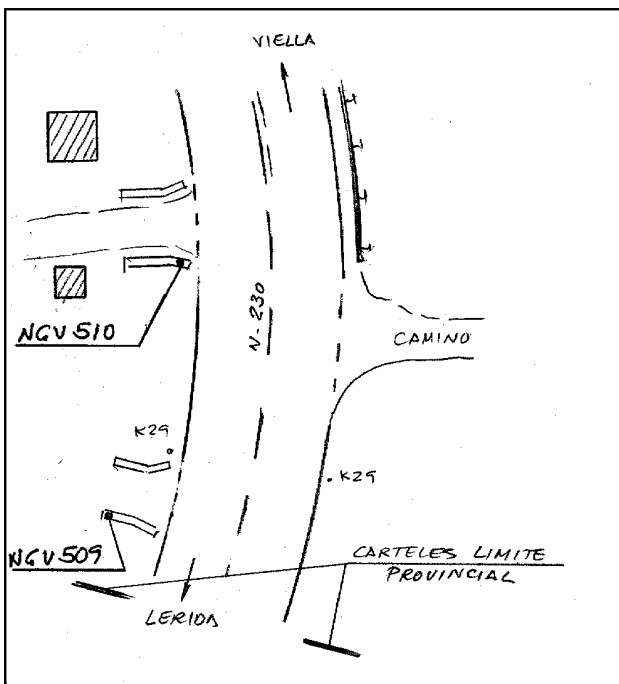 VIELLA
N-230
NGV 510
CAMINO
K29
K29
NGV 509
CARTELES LIMITE
PROVINCIAL
LERIDA